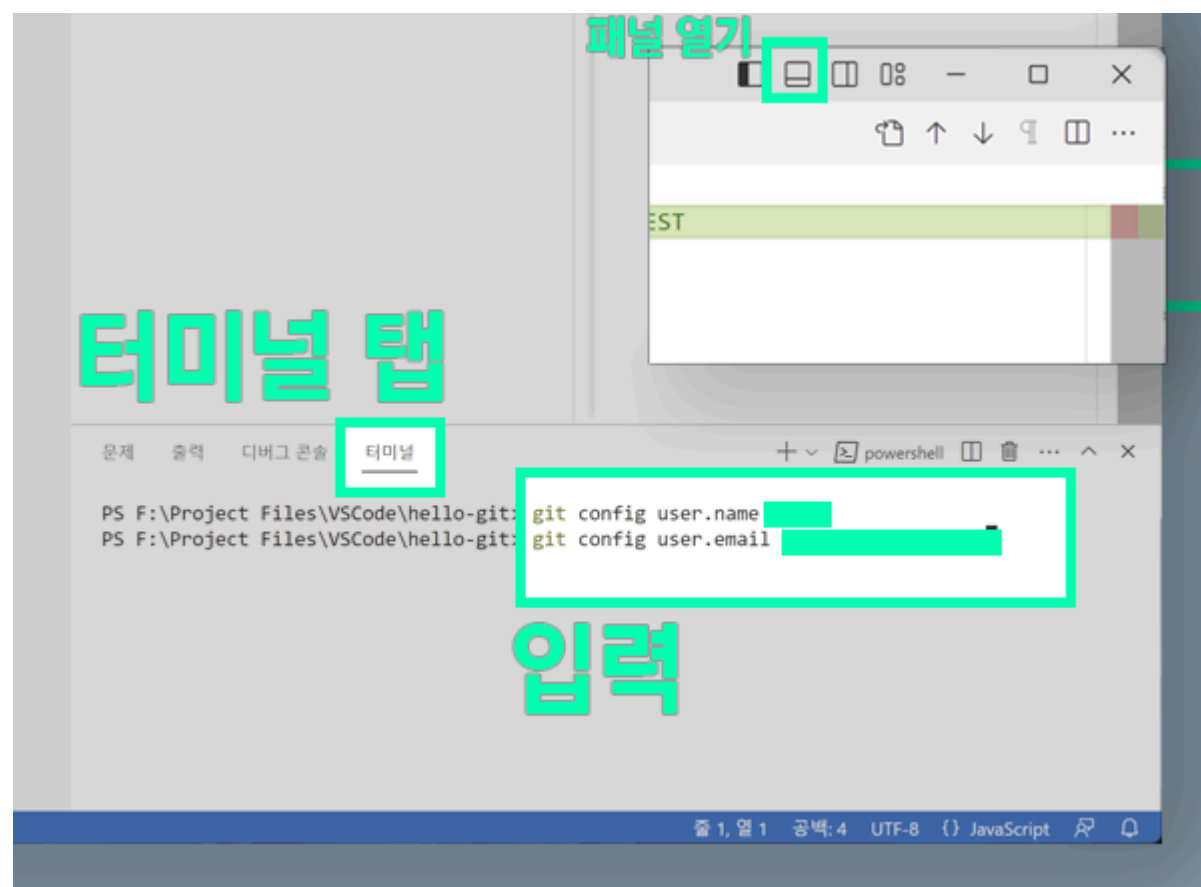 패널 열기
EST
터미널 탭
문제 출력 디버그 콘솔 터미널 powershell
PS F:\Project Files\VSCode\hello-git> git config user.name
PS F:\Project Files\VSCode\hello-git> git config user.email
입력
줄 1, 열 1 공백: 4 UTF-8 {} JavaScript